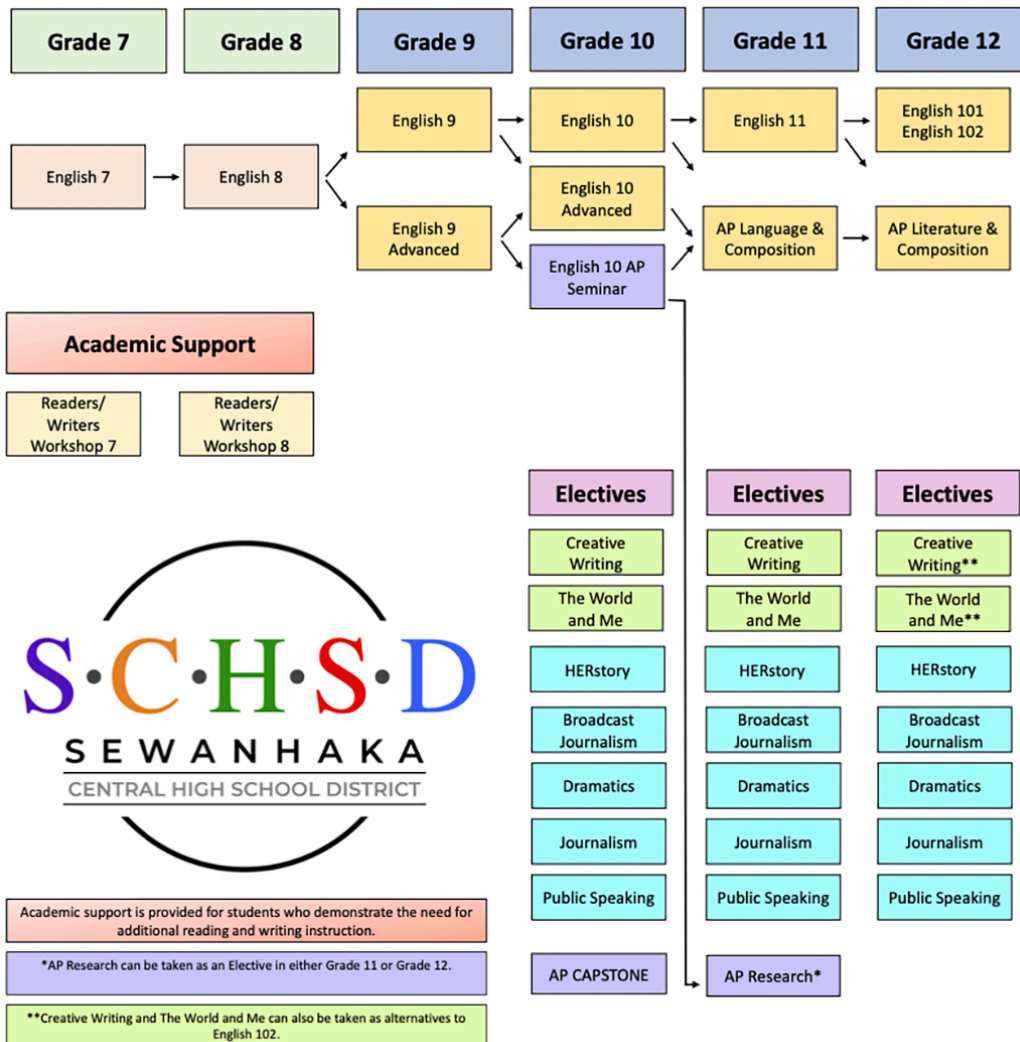 Grade 7
Grade 8
Grade 9
Grade 10
Grade 11
Grade 12
English 7
English 8
English 9
English 10
English 11
English 101
English 102
English 9
Advanced
English 10
Advanced
English 10 AP
Seminar
AP Language &
Composition
AP Literature &
Composition
Academic Support
Readers/
Writers
Workshop 7
Readers/
Writers
Workshop 8
Electives
Electives
Electives
Creative
Writing
Creative
Writing
Creative
Writing**
The World
and Me
The World
and Me
The World
and Me**
HERstory
HERstory
HERstory
Broadcast
Journalism
Broadcast
Journalism
Broadcast
Journalism
Dramatics
Dramatics
Dramatics
Journalism
Journalism
Journalism
Public Speaking
Public Speaking
Public Speaking
AP CAPSTONE
AP Research*
S·C·H·S·D
SEWANHAKA
CENTRAL HIGH SCHOOL DISTRICT
Academic support is provided for students who demonstrate the need for
additional reading and writing instruction.
*AP Research can be taken as an Elective in either Grade 11 or Grade 12.
**Creative Writing and The World and Me can also be taken as alternatives to
English 102.